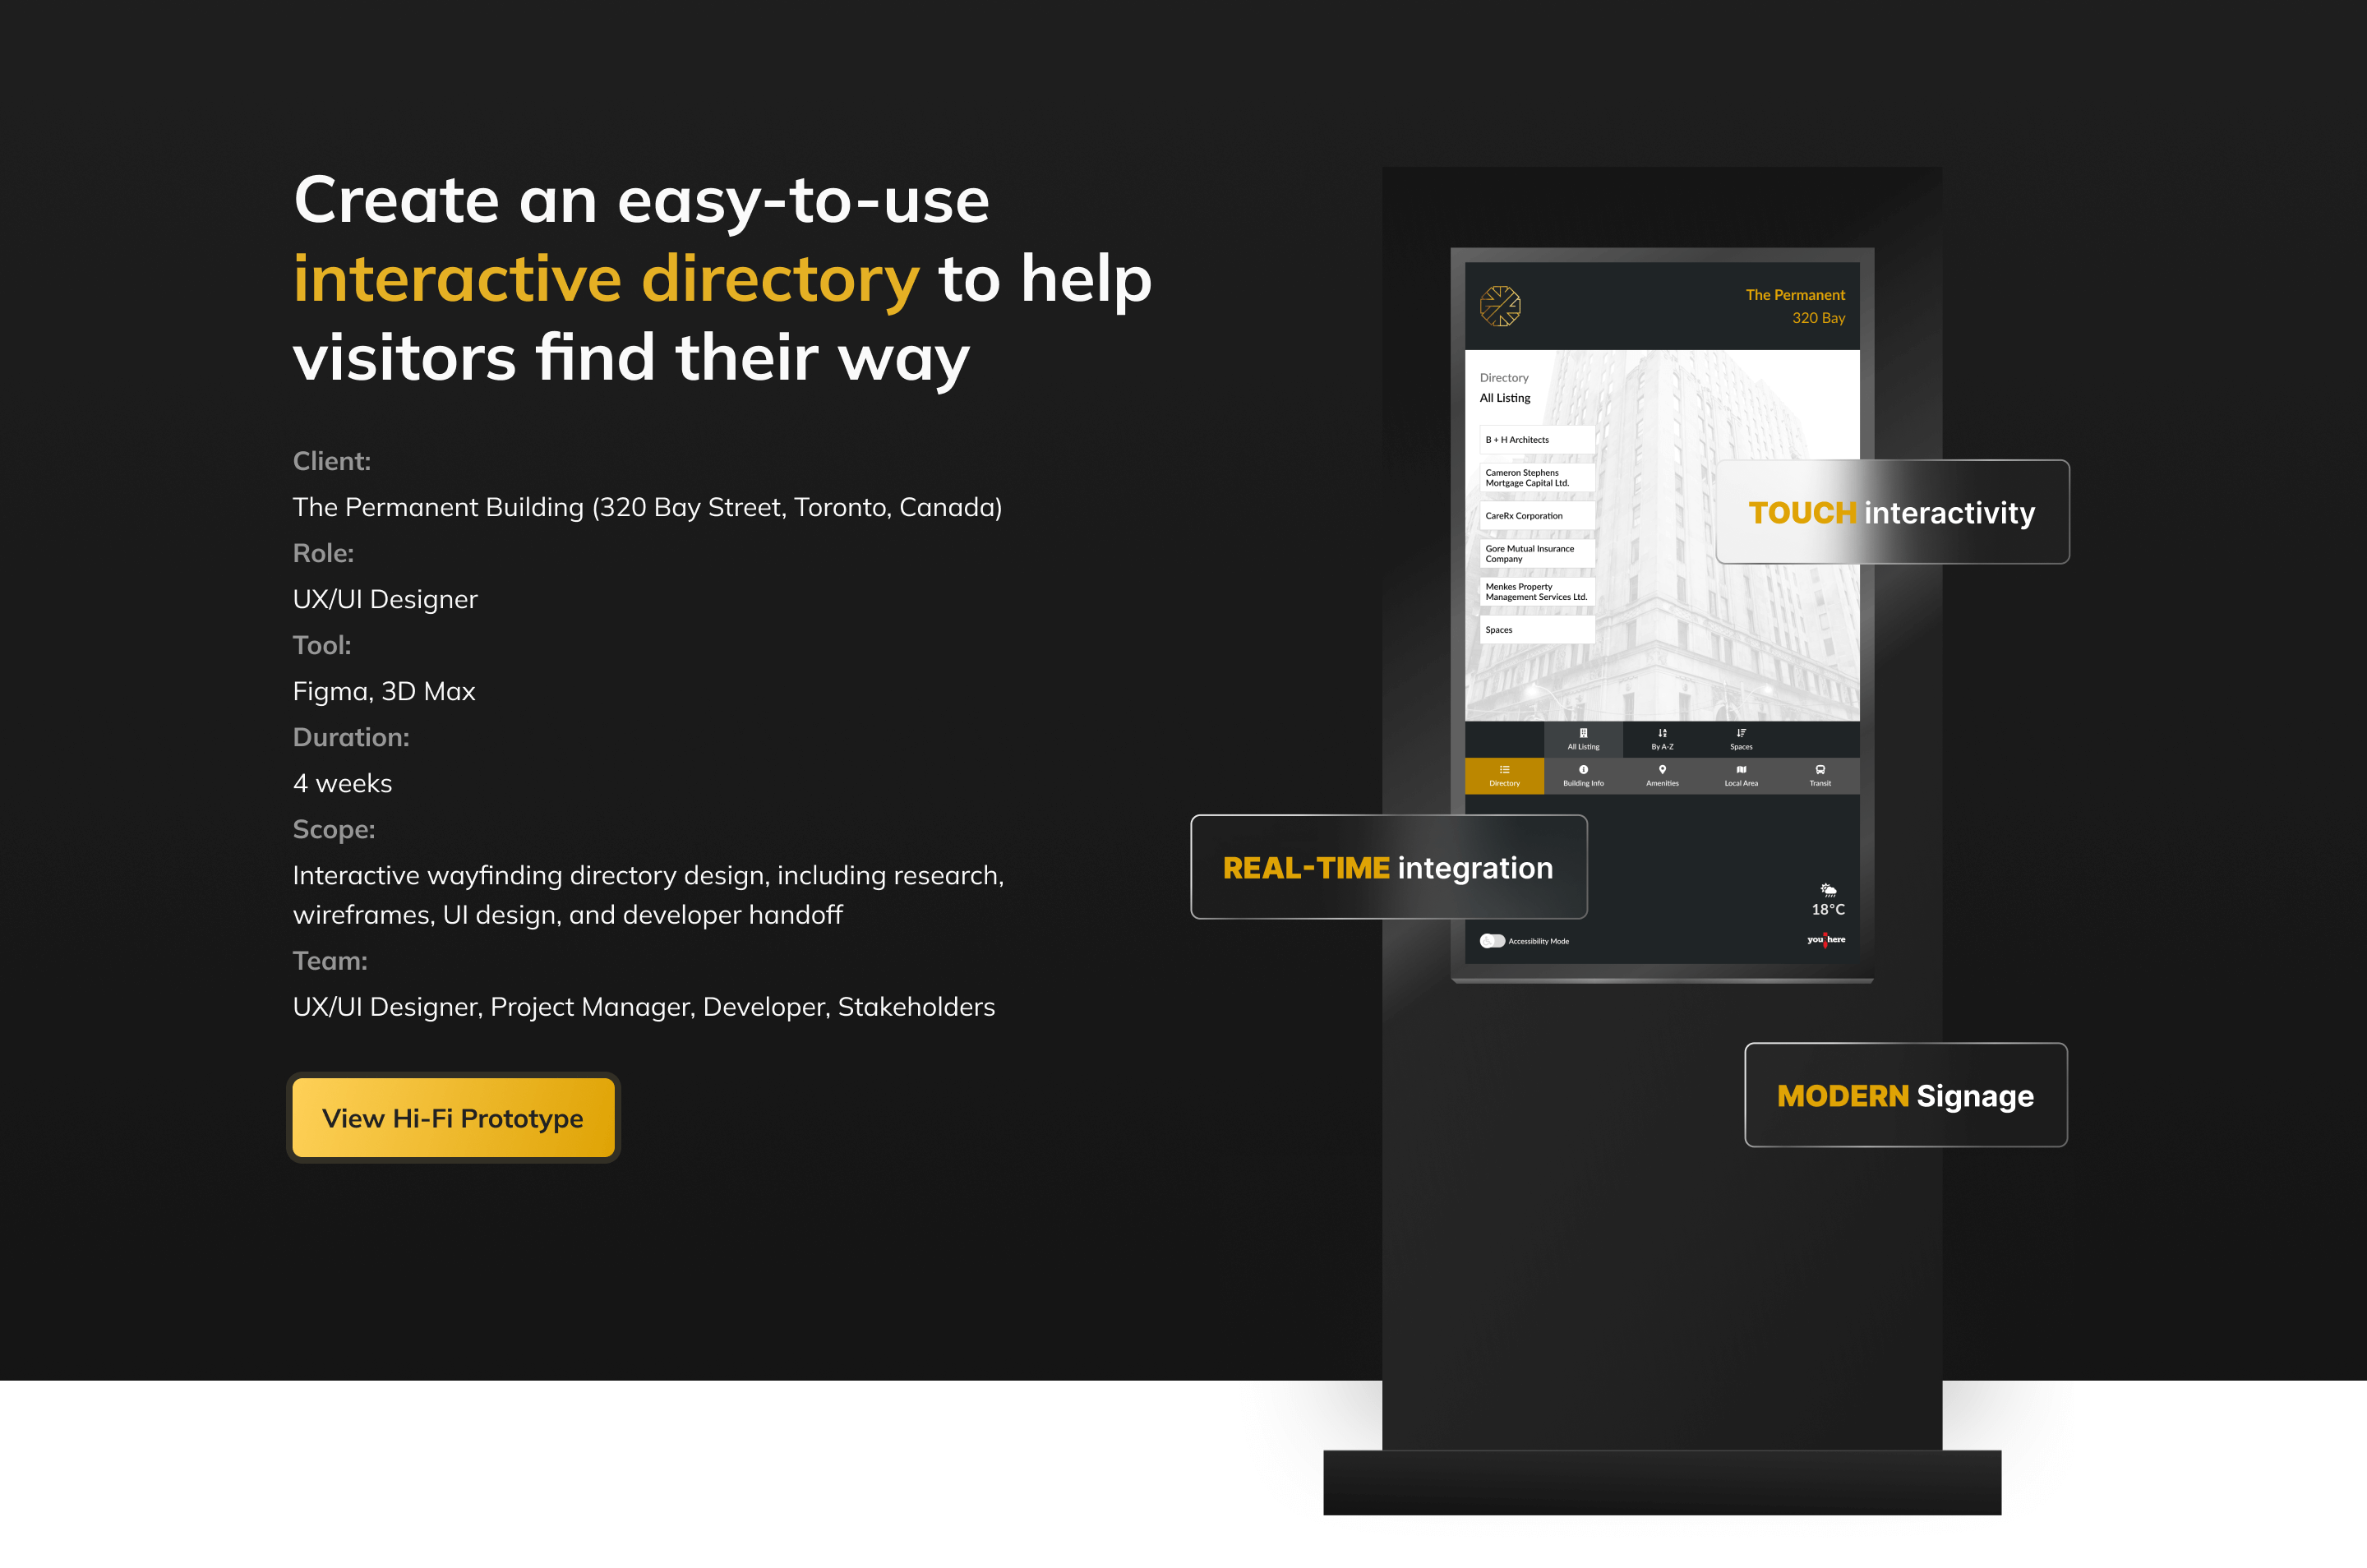 Create an easy-to-use
interactive directory to help
visitors find their way
Client:
The Permanent Building (320 Bay Street, Toronto, Canada)
Role:
UX/UI Designer
Tool:
Figma, 3D Max
Duration:
4 weeks
Scope:
Interactive wayfinding directory design, including research,
wireframes, UI design, and developer handoff
Team:
UX/UI Designer, Project Manager, Developer, Stakeholders
View Hi-Fi Prototype
The Permanent
320 Bay
Directory
All Listing
B + H Architects
Cameron Stephens
Mortgage Capital Ltd.
CareRx Corporation
Gore Mutual Insurance
Company
Menkes Property
Management Services Ltd.
Spaces
TOUCH interactivity
All Listing
By A-Z
Spaces
Directory
Building Info
Amenities
Local Area
Transit
REAL-TIME integration
18°C
Accessibility Mode
you here
MODERN Signage